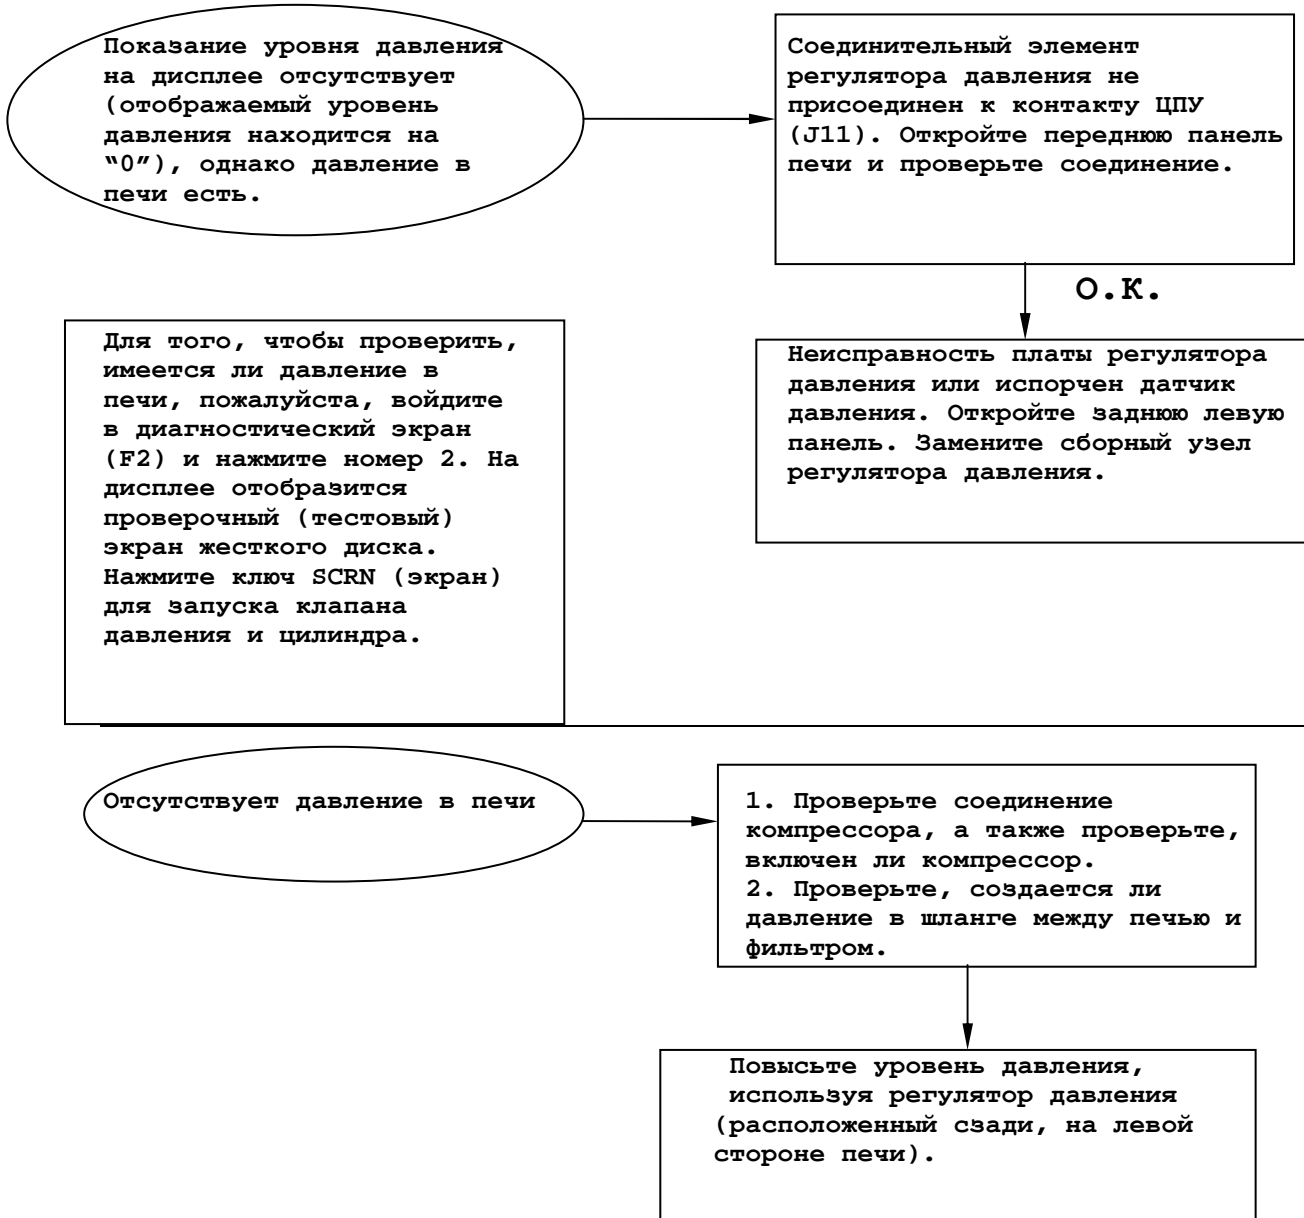 Показание уровня давления
на дисплее отсутствует
(отображаемый уровень
давления находится на
“0”), однако давление в
печи есть.
Соединительный элемент
регулятора давления не
присоединен к контакту ЦПУ
(J11). Откройте переднюю панель
печи и проверьте соединение.
О.К.
Неисправность платы регулятора
давления или испорчен датчик
давления. Откройте заднюю левую
панель. Замените сборный узел
регулятора давления.
Для того, чтобы проверить,
имеется ли давление в
печи, пожалуйста, войдите
в диагностический экран
(F2) и нажмите номер 2. На
дисплее отобразится
проверочный (тестовый)
экран жесткого диска.
Нажмите ключ SCRN (экран)
для запуска клапана
давления и цилиндра.
Отсутствует давление в печи
1. Проверьте соединение
компрессора, а также проверьте,
включен ли компрессор.
2. Проверьте, создается ли
давление в шланге между печью и
фильтром.
Повысьте уровень давления,
используя регулятор давления
(расположенный сзади, на левой
стороне печи).